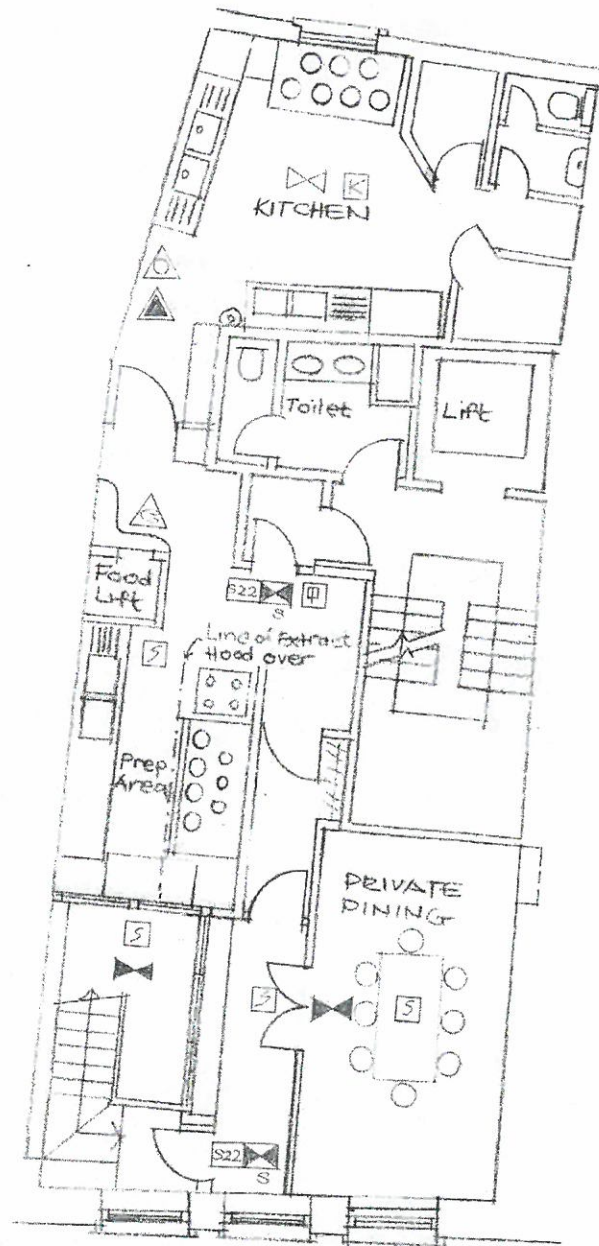 K
KITCHEN
Toilet
Lift
Food
Lift
S22
S
Line of Extract
Hood over
S
Prep
Area
PRIVATE
DINING
S
S
S
S22
S